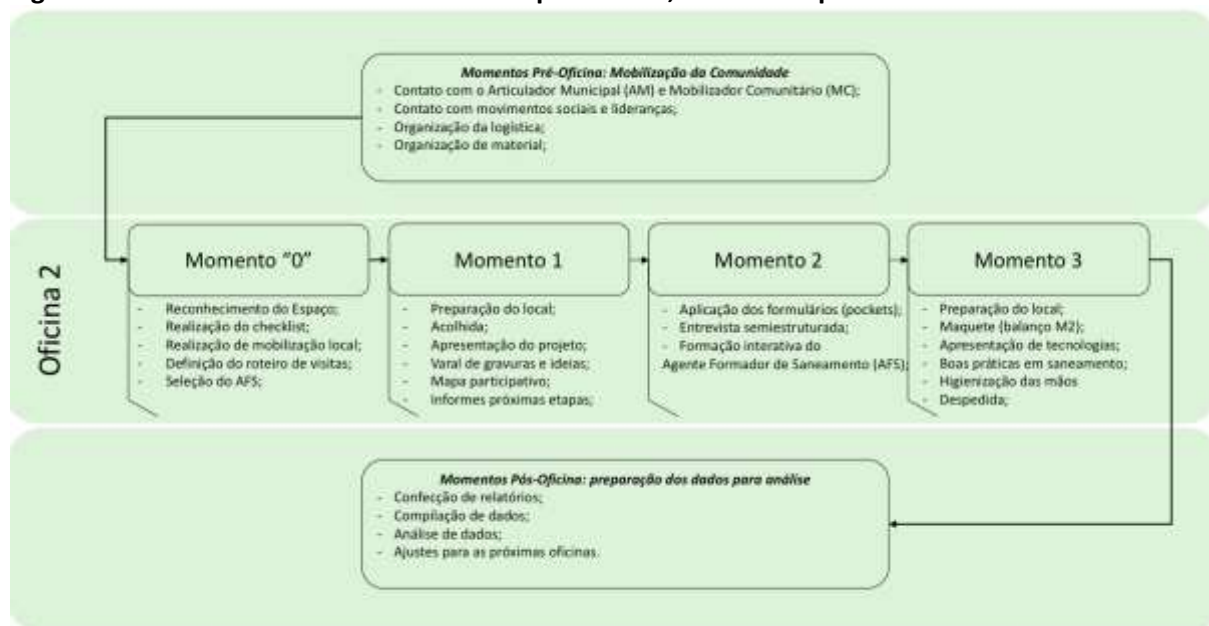 Momentos Pré-Oficina: Mobilização da Comunidade
- Contato com o Articulador Municipal (AM) e Mobilizador Comunitário (MC);
- Contato com movimentos sociais e lideranças;
- Organização da logística;
- Organização de material;
Oficina 2
Momento "0"
- Reconhecimento do Espaço;
- Realização do checklist;
- Realização de mobilização local;
- Definição do roteiro de visitas;
- Seleção do AFS;
Momento 1
- Preparação do local;
- Acolhida;
- Apresentação do projeto;
- Varal de gravuras e ideias;
- Mapa participativo;
- Informes próximas etapas;
Momento 2
- Aplicação dos formulários (pockets);
- Entrevista semiestruturada;
- Formação interativa do
Agente Formador de Saneamento (AFS);
Momento 3
- Preparação do local;
- Maquete (balanço M2);
- Apresentação de tecnologias;
- Boas práticas em saneamento;
- Higienização das mãos
- Despedida;
Momentos Pós-Oficina: preparação dos dados para análise
- Confecção de relatórios;
- Compilação de dados;
- Análise de dados;
- Ajustes para as próximas oficinas.